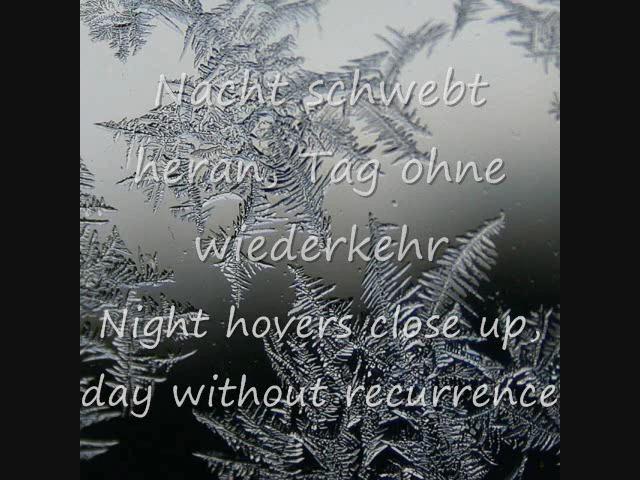 Nacht schwebt
heran, Tag ohne
wiederkehr
Night hovers close up,
day without recurrence